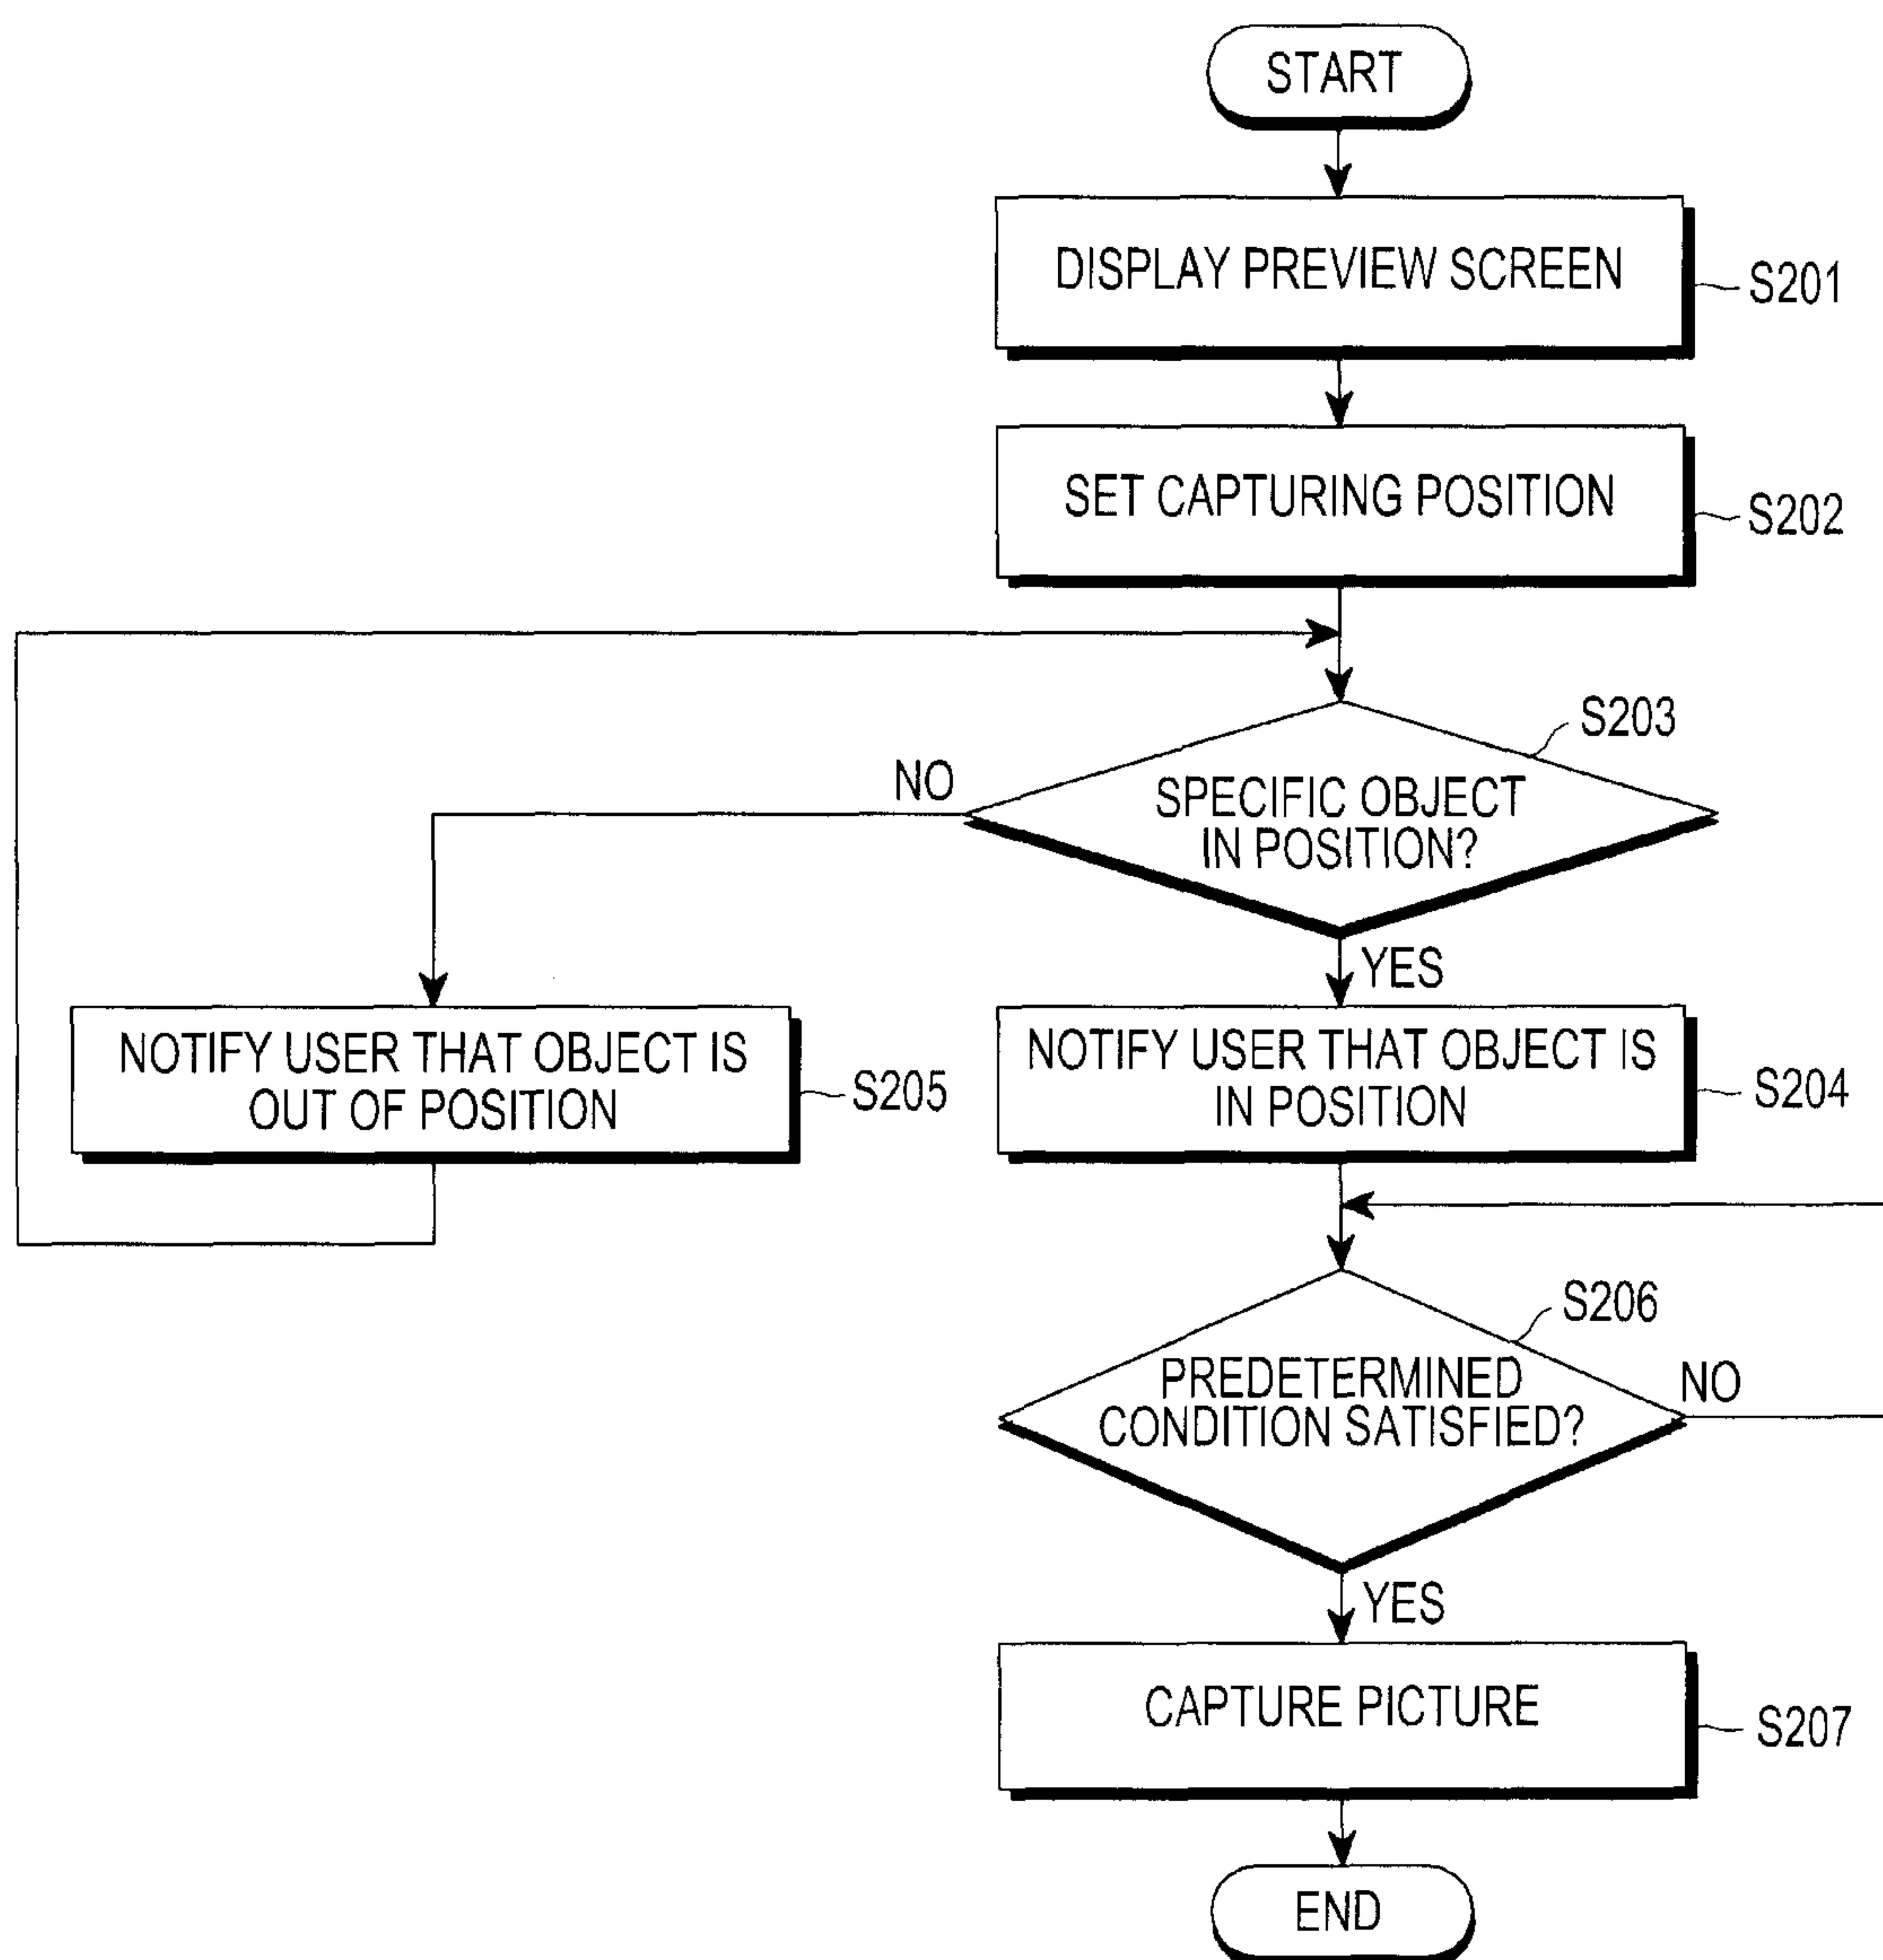 START
DISPLAY PREVIEW SCREEN
S201
SET CAPTURING POSITION
S202
S203
NO
SPECIFIC OBJECT
IN POSITION?
YES
NOTIFY USER THAT OBJECT IS
OUT OF POSITION
S205
NOTIFY USER THAT OBJECT IS
IN POSITION
S204
S206
PREDETERMINED
CONDITION SATISFIED?
NO
YES
CAPTURE PICTURE
S207
END